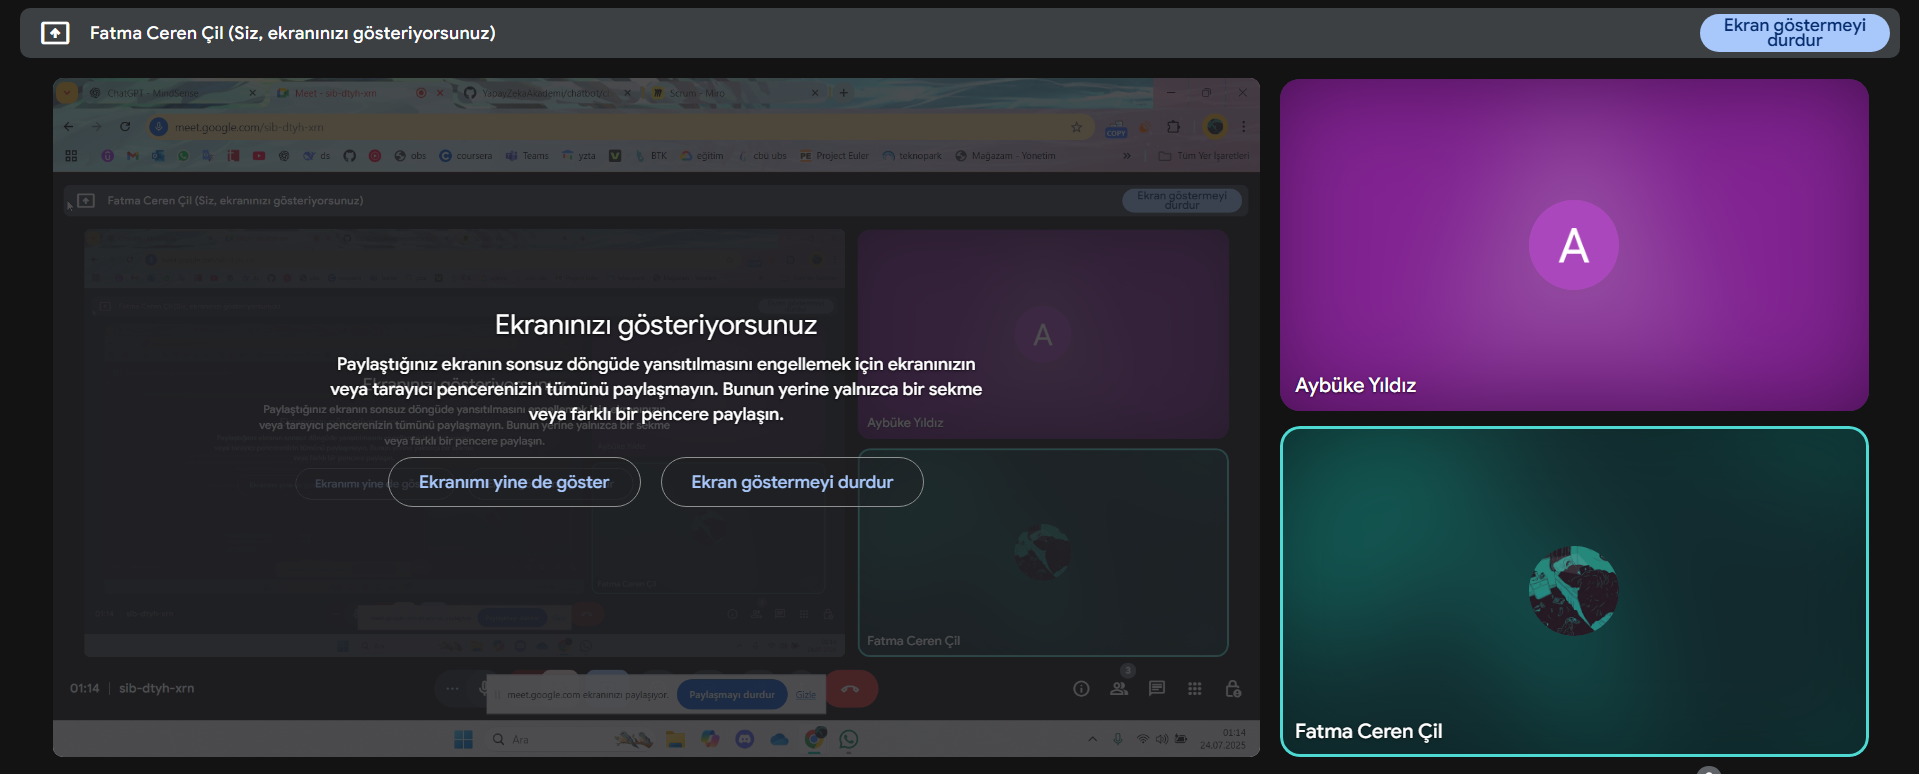 Fatma Ceren Çil (Siz, ekranınızı gösteriyorsunuz)
Ekran göstermeyi
durdur
ChatGPT - MindSense
Meet - sib-dtyh-xrn
Scrum - Miro
meet.google.com/sib-dtyh-xrn
COPY
ds
obs
coursera
Teams
yzta
BTK
eğitim
cbü ubs
PE Project Euler
teknopark
Mağazam - Yönetim
Tüm Yer İşaretleri
Fatma Ceren Çil (Siz, ekranınızı gösteriyorsunuz)
Ekran göstermeyi
durdur
Ekranınızı gösteriyorsunuz
Paylaştığınız ekranın sonsuz döngüde yansıtılmasını engellemek için ekranınızın
veya tarayıcı pencerenizin tümünü paylaşmayın. Bunun yerine yalnızca bir sekme
veya farklı bir pencere paylaşın.
Ekranımı yine de göster
Ekran göstermeyi durdur
A
Aybüke Yıldız
Fatma Ceren Çil
01:14 | sib-dtyh-xrn
meet.google.com ekranınızı paylaşıyor.
Paylaşmayı durdur
Gizle
3
Ara
01:14
24.07.2025
A
Aybüke Yıldız
Fatma Ceren Çil